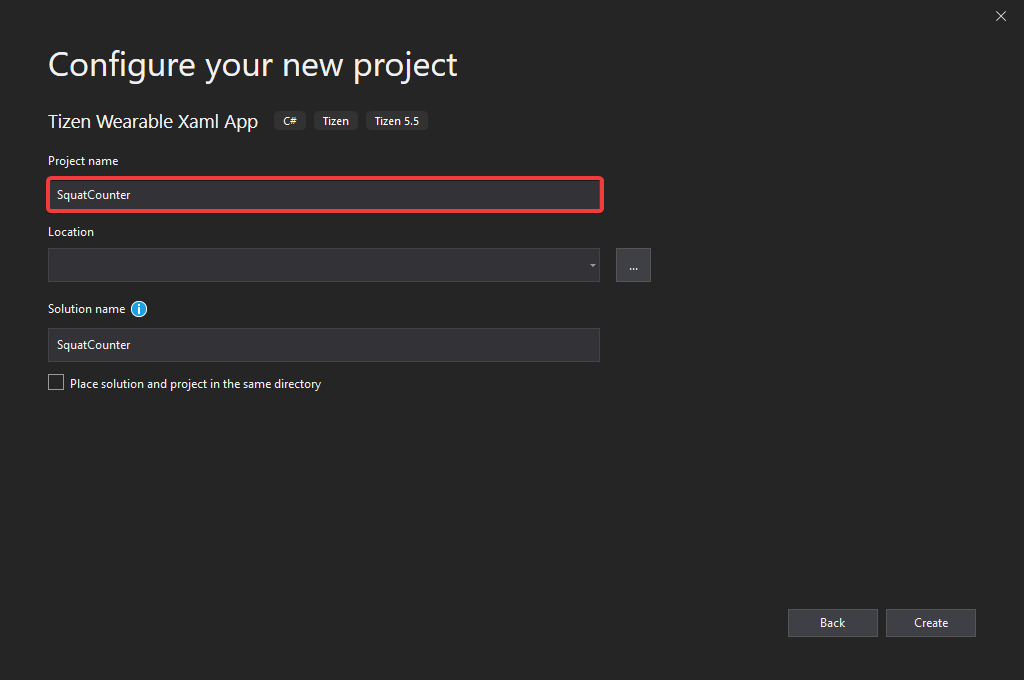 Configure your new project
Tizen Wearable Xaml App C# Tizen Tizen 5.5
Project name
SquatCounter
Location
...
Solution name i
SquatCounter
Place solution and project in the same directory
Back Create